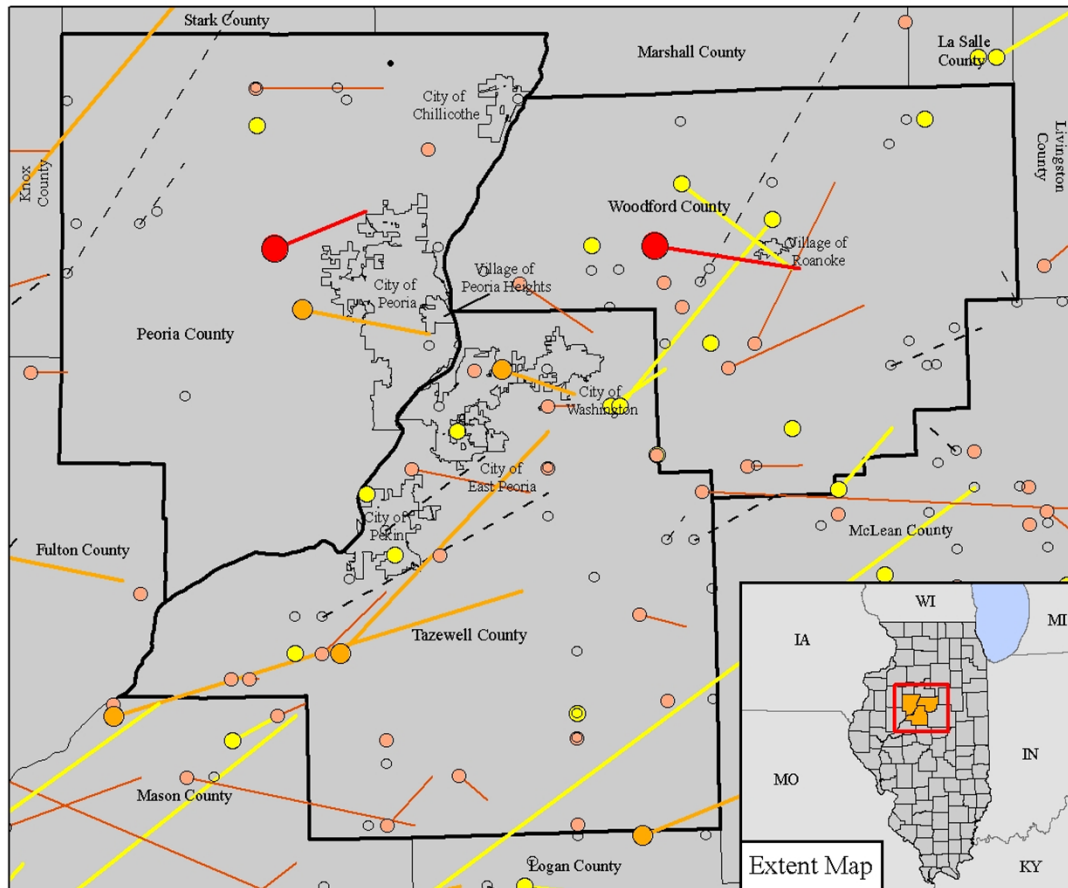 Stark County
Marshall County
La Salle
County
City of
Chillicothe
Knox
County
Livingston
County
Woodford County
Village of
Roanoke
Village of
Peoria Heights
City of
Peoria
Peoria County
City of
Washington
City of
East Peoria
City of
Pekin
McLean County
Fulton County
Tazewell County
Mason County
Logan County
WI
MI
IA
IN
MO
KY
Extent Map